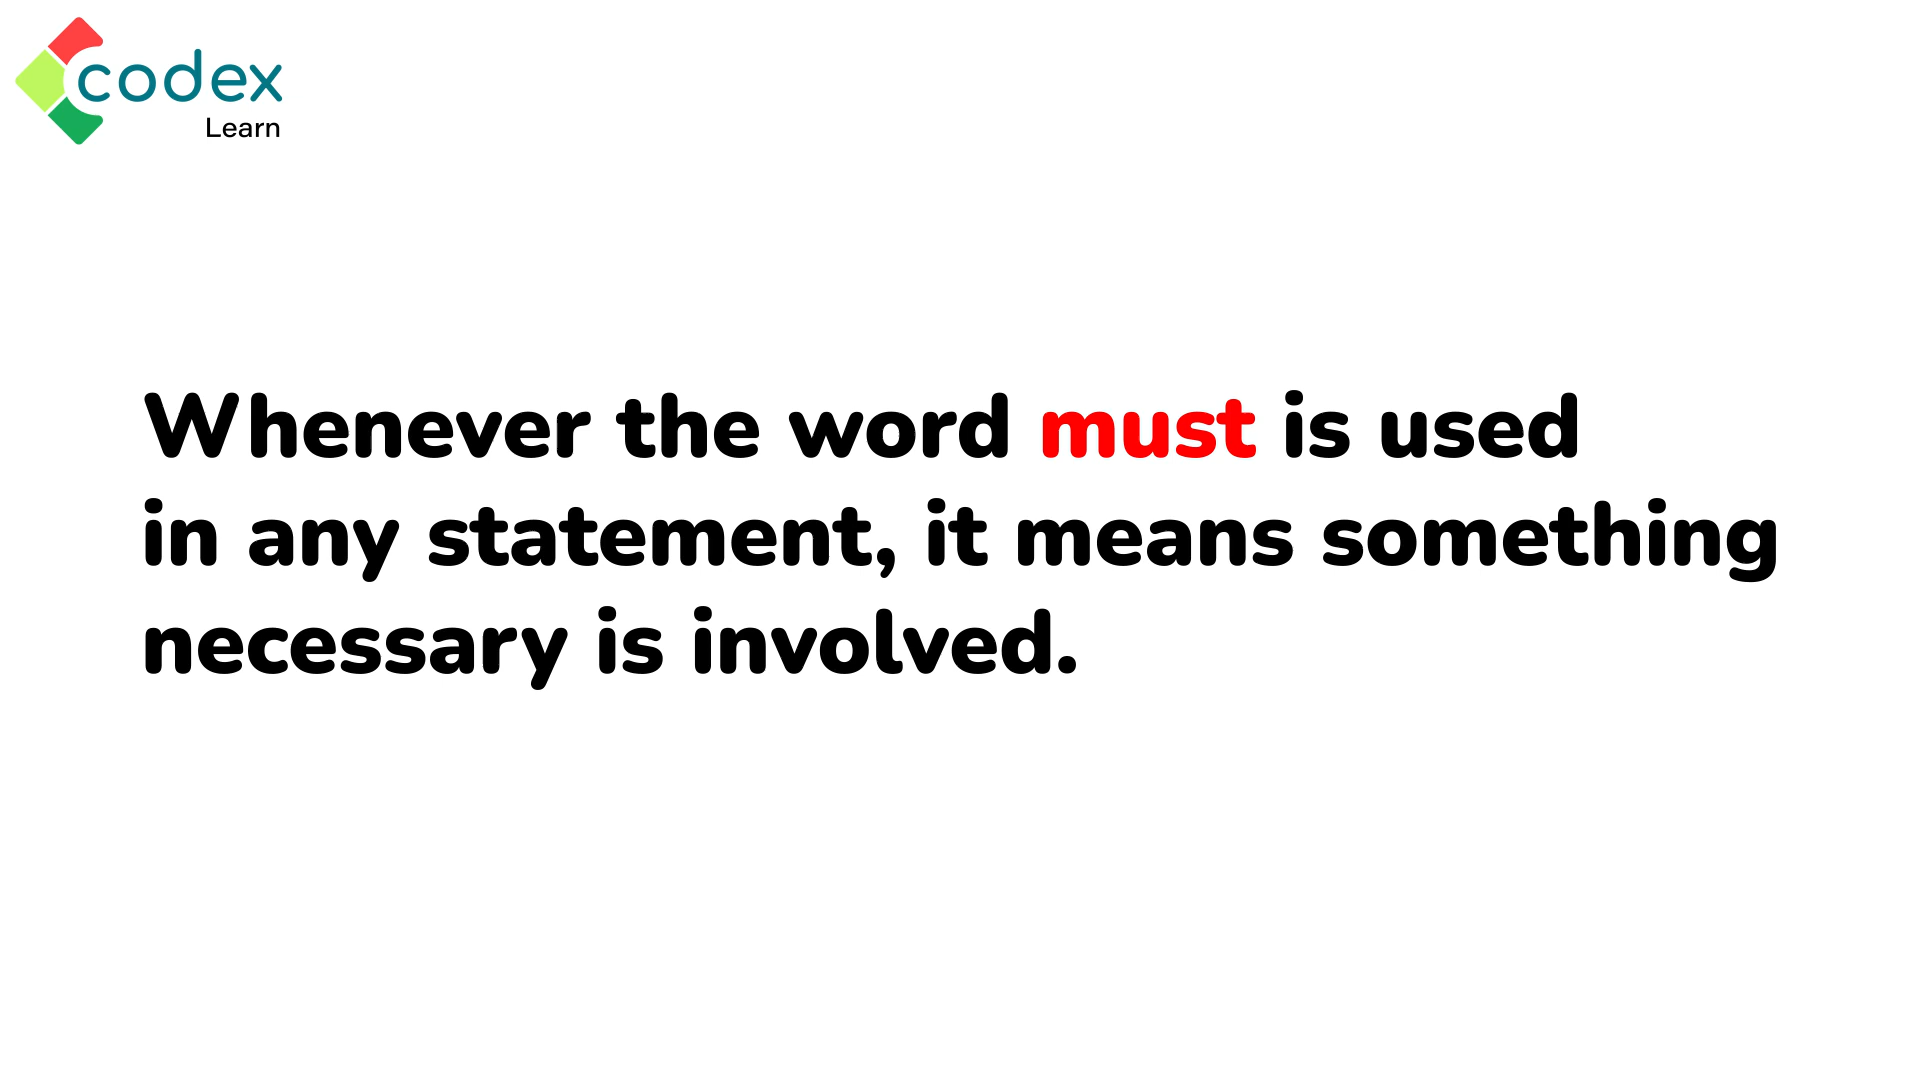 codex
Learn
Whenever the word must is used
in any statement, it means something
necessary is involved.